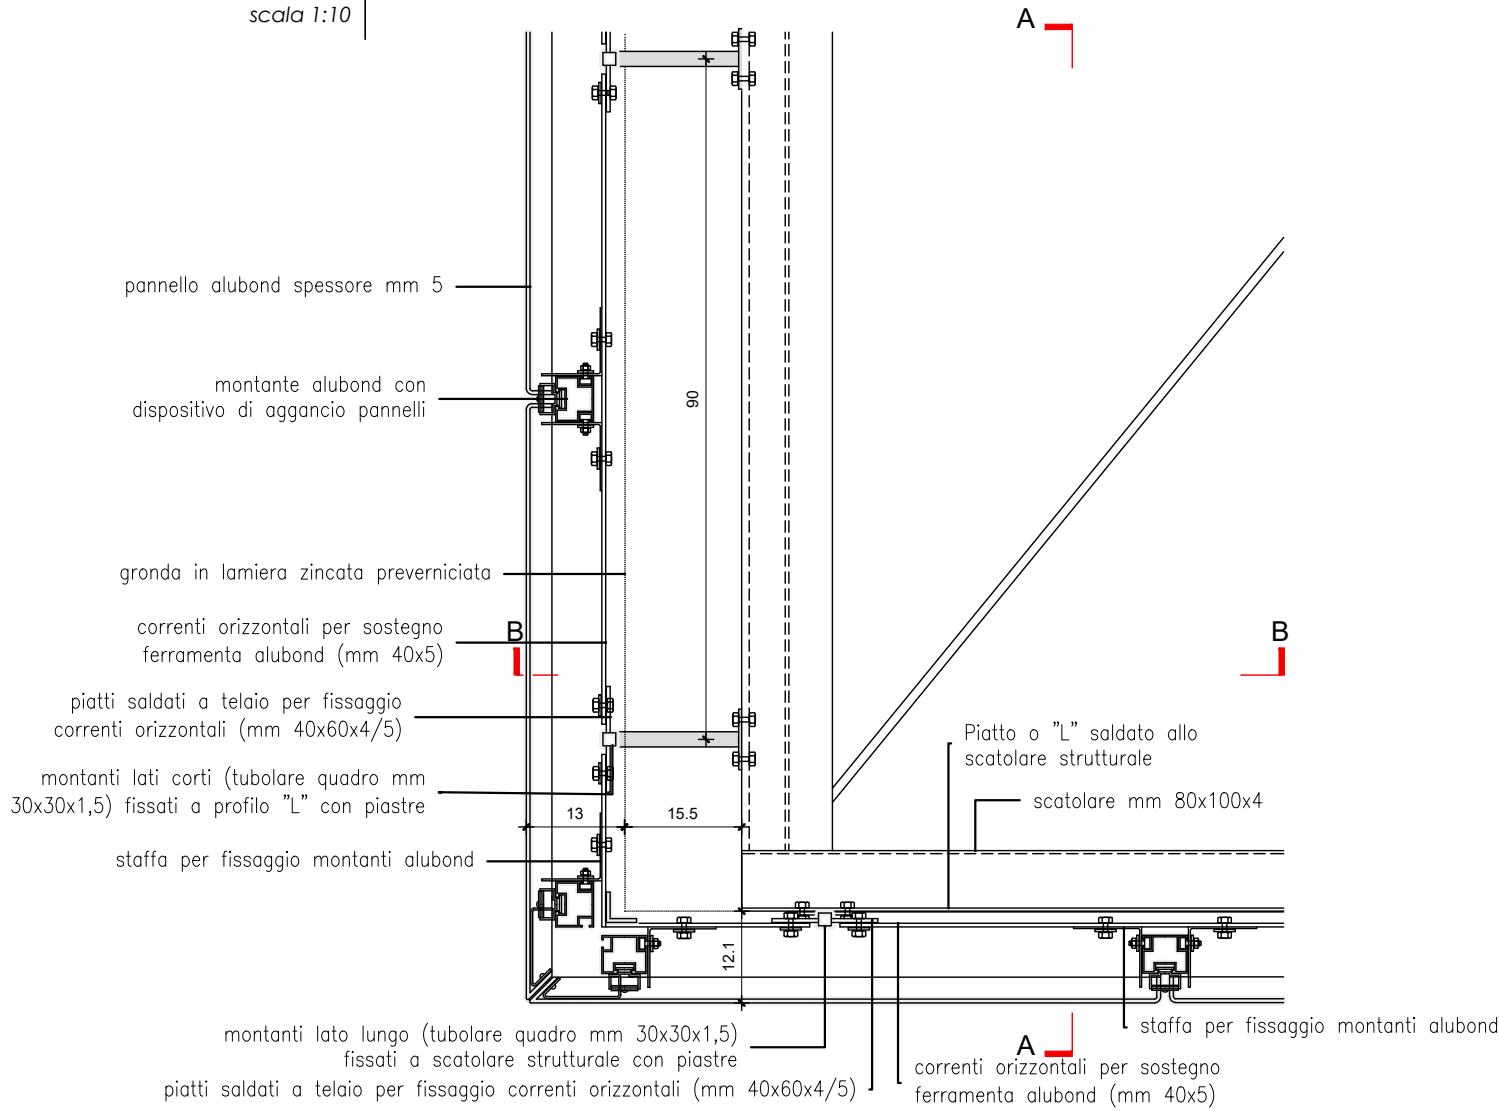 scala 1:10
A
pannello alubond spessore mm 5
montante alubond con
dispositivo di aggancio pannelli
90
gronda in lamiera zincata preverniciata
correnti orizzontali per sostegno
ferramenta alubond (mm 40x5)
B
B
piatti saldati a telaio per fissaggio
correnti orizzontali (mm 40x60x4/5)
Piatto o "L" saldato allo
scatolare strutturale
montanti lati corti (tubolare quadro mm
30x30x1,5) fissati a profilo "L" con piastre
scatolare mm 80x100x4
13
15.5
staffa per fissaggio montanti alubond
12.1
montanti lato lungo (tubolare quadro mm 30x30x1,5)
fissati a scatolare strutturale con piastre
piatti saldati a telaio per fissaggio correnti orizzontali (mm 40x60x4/5)
A
staffa per fissaggio montanti alubond
correnti orizzontali per sostegno
ferramenta alubond (mm 40x5)